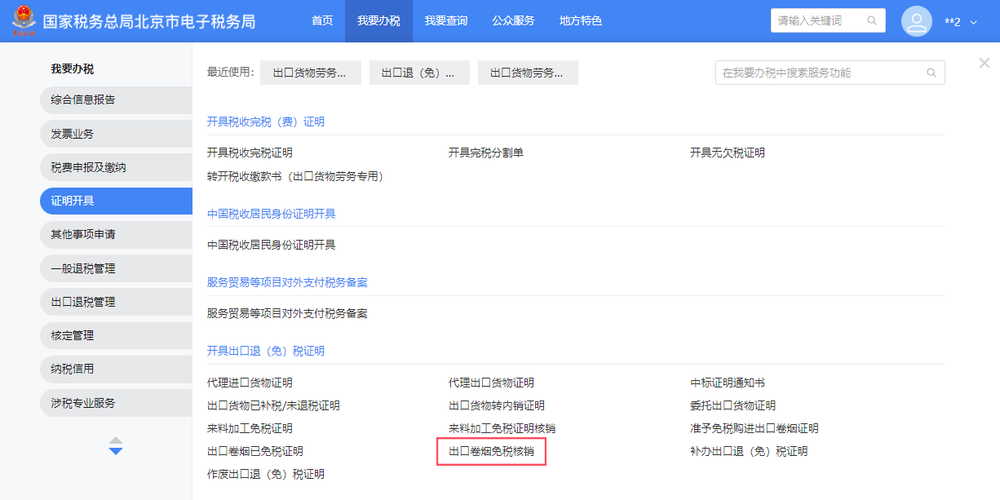 国家税务总局北京市电子税务局 首页 我要办税 我要查询 公众服务 地方特色 请输入关键词 **2
我要办税
综合信息报告
发票业务
税费申报及缴纳
证明开具
其他事项申请
一般退税管理
出口退税管理
核定管理
纳税信用
涉税专业服务
最近使用: 出口货物劳务... 出口退（免）... 出口货物劳务... 在我要办税中搜索服务功能
开具税收完税（费）证明
开具税收完税证明 开具完税分割单 开具无欠税证明
转开税收缴款书（出口货物劳务专用）
中国税收居民身份证明开具
中国税收居民身份证明开具
服务贸易等项目对外支付税务备案
服务贸易等项目对外支付税务备案
开具出口退（免）税证明
代理进口货物证明 代理出口货物证明 中标证明通知书
出口货物已补税/未退税证明 出口货物转内销证明 委托出口货物证明
来料加工免税证明 来料加工免税证明核销 准予免税购进出口卷烟证明
出口卷烟已免税证明 出口卷烟免税核销 补办出口退（免）税证明
作废出口退（免）税证明